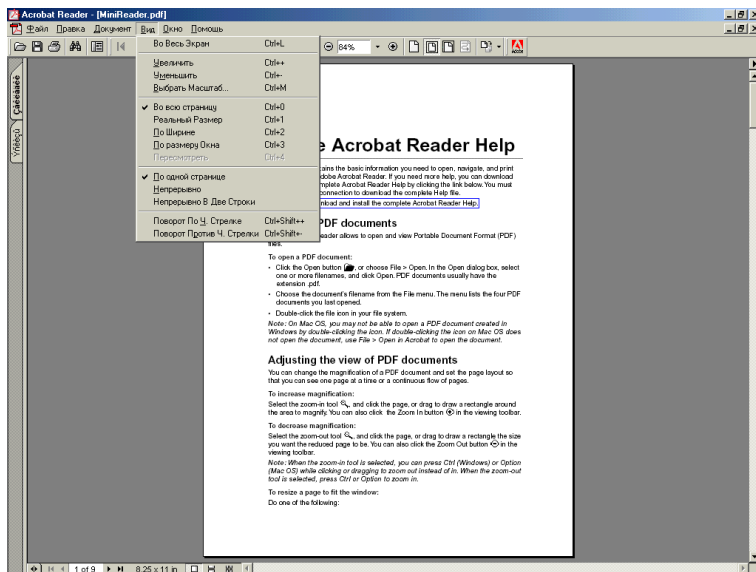 Acrobat Reader - [MiniReader.pdf]
Файл Правка Документ Вид Окно Помощь
84%
Во Весь Экран Ctrl+L
Увеличить Ctrl++
Уменьшить Ctrl+-
Выбрать Масштаб... Ctrl+M
Во всю страницу Ctrl+0
Реальный Размер Ctrl+1
По Ширине Ctrl+2
По размеру Окна Ctrl+3
Пересмотреть Ctrl+4
По одной странице
Непрерывно
Непрерывно В Две Строки
Поворот По Ч. Стрелке Ctrl+Shift++
Поворот Против Ч. Стрелки Ctrl+Shift+-
Acrobat Reader Help
the basic information you need to open, navigate, and print
Acrobat Reader. If you need more help, you can download
Acrobat Reader Help by clicking the link below. You must
connection to download the complete Help file.
and install the complete Acrobat Reader Help.
PDF documents
allows to open and view Portable Document Format (PDF)
files.
To open a PDF document:
• Click the Open button, or choose File > Open. In the Open dialog box, select
one or more filenames, and click Open. PDF documents usually have the
extension .pdf.
• Choose the document's filename from the File menu. The menu lists the four PDF
documents you last opened.
• Double-click the file icon in your file system.
Note: On Mac OS, you may not be able to open a PDF document created in
Windows by double-clicking the icon. If double-clicking the icon on Mac OS does
not open the document, use File > Open in Acrobat to open the document.
Adjusting the view of PDF documents
You can change the magnification of a PDF document and set the page layout so
that you can see one page at a time or a continuous flow of pages.
To increase magnification:
Select the zoom-in tool, and click the page, or drag to draw a rectangle around
the area to magnify. You can also click the Zoom In button in the viewing toolbar.
To decrease magnification:
Select the zoom-out tool, and click the page, or drag to draw a rectangle the size
you want the reduced page to be. You can also click the Zoom Out button in the
viewing toolbar.
Note: When the zoom-in tool is selected, you can press Ctrl (Windows) or Option
(Mac OS) while clicking or dragging to zoom out instead of in. When the zoom-out
tool is selected, press Ctrl or Option to zoom in.
To resize a page to fit the window:
Do one of the following:
1 of 9 8.25 x 11 in